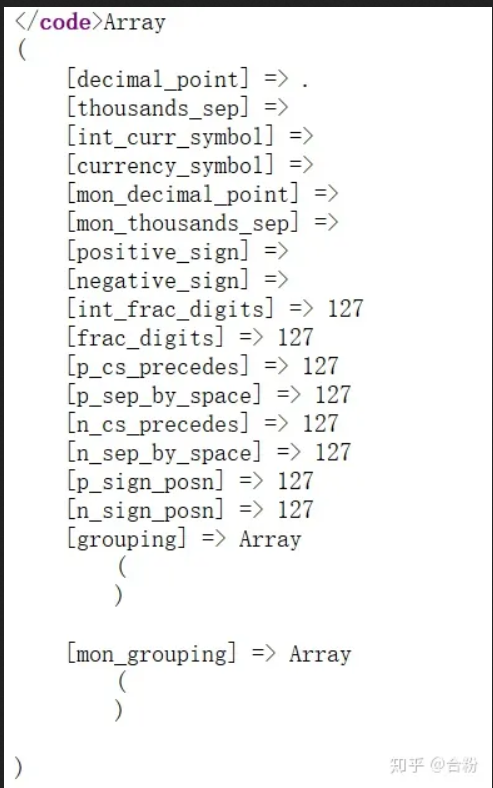 </code>Array
(
[decimal_point] => .
[thousands_sep] =>
[int_curr_symbol] =>
[currency_symbol] =>
[mon_decimal_point] =>
[mon_thousands_sep] =>
[positive_sign] =>
[negative_sign] =>
[int_frac_digits] => 127
[frac_digits] => 127
[p_cs_precedes] => 127
[p_sep_by_space] => 127
[n_cs_precedes] => 127
[n_sep_by_space] => 127
[p_sign_posn] => 127
[n_sign_posn] => 127
[grouping] => Array
(
)
[mon_grouping] => Array
(
)
)
知乎 @合粉